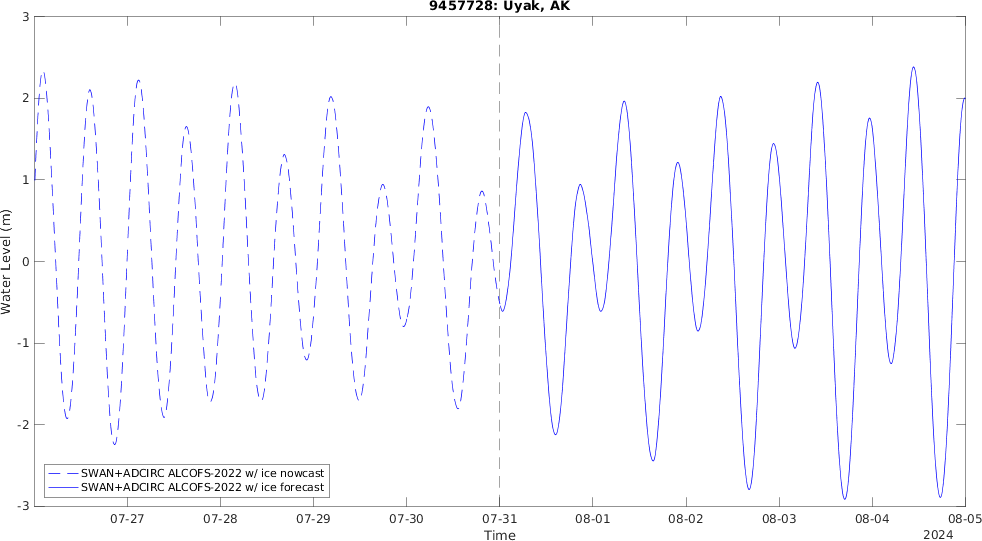 9457728: Uyak, AK
3
2
1
0
-1
-2
-3
Water Level (m)
SWAN+ADCIRC ALCOFS-2022 w/ ice nowcast
SWAN+ADCIRC ALCOFS-2022 w/ ice forecast
07-27 07-28 07-29 07-30 07-31 08-01 08-02 08-03 08-04 08-05
Time
2024